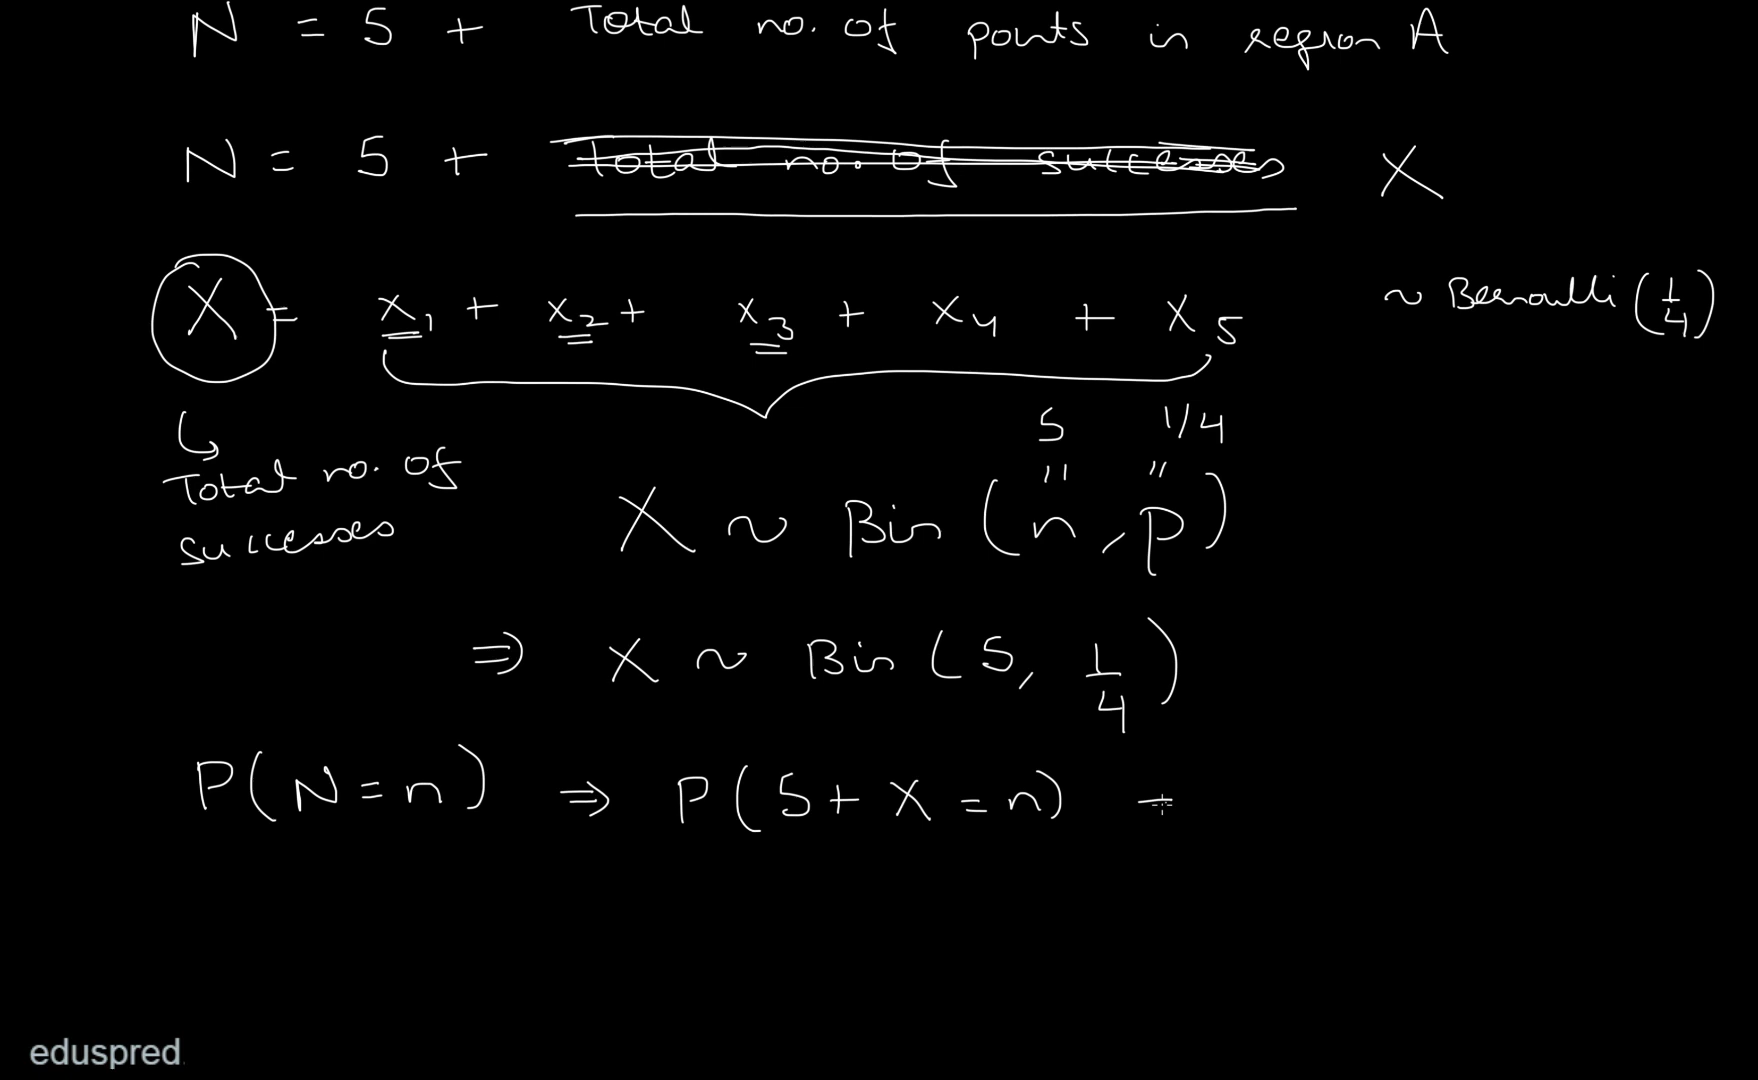 N = 5 + Total no. of points in region A
N = 5 + Total no. of successes X
X = x₁ + x₂ + x₃ + x₄ + x₅ ~ Bernoulli (1/4)
↳ Total no. of successes
5 1/4
" "
X ~ Bin (n, p)
⇒ X ~ Bin (5, 1/4)
P(N = n) ⇒ P(5 + X = n)
eduspred